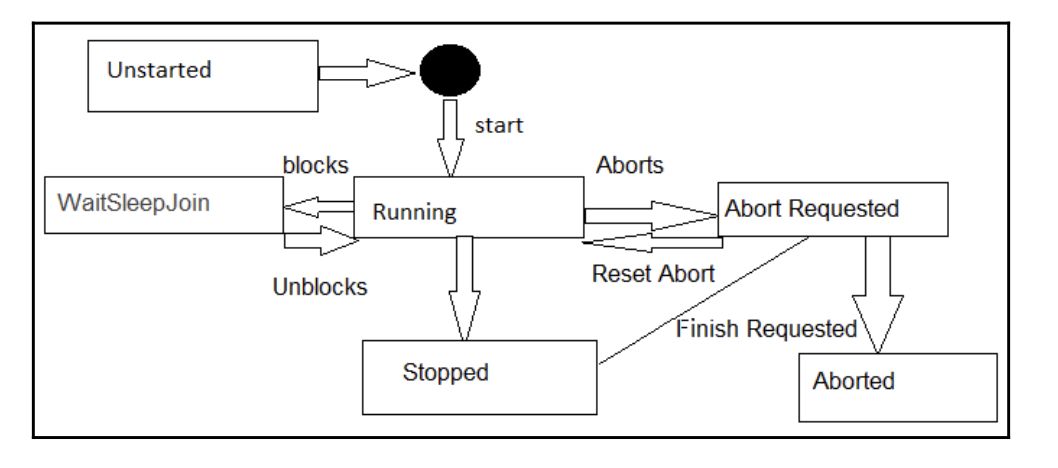 Unstarted
start
blocks
Aborts
WaitSleepJoin
Running
Abort Requested
Unblocks
Reset Abort
Finish Requested
Stopped
Aborted